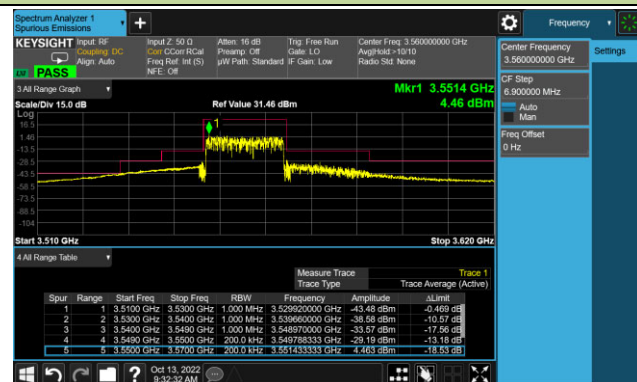 Spectrum Analyzer 1
Spurious Emissions
Frequency
KEYSIGHT
Input: RF
Coupling: DC
Align: Auto
Input Z: 50 Ω
Corr CCorr RCal
Freq Ref: Int (S)
NFE: Off
Atten: 16 dB
Preamp: Off
µW Path: Standard
Trig: Free Run
Gate: LO
IF Gain: Low
Center Freq: 3.560000000 GHz
Avg|Hold:>10/10
Radio Std: None
PASS
3 All Range Graph
Mkr1 3.5514 GHz
4.46 dBm
Scale/Div 15.0 dB
Ref Value 31.46 dBm
Log
16.5
1.46
-13.5
-28.5
-43.5
-58.5
-73.5
-88.5
-104
1
Start 3.510 GHz
Stop 3.620 GHz
4 All Range Table
Measure Trace Trace 1
Trace Type Trace Average (Active)
Spur Range Start Freq Stop Freq RBW Frequency Amplitude ΔLimit
1 1 3.5100 GHz 3.5300 GHz 1.000 MHz 3.529920000 GHz -43.48 dBm -0.469 dB
2 2 3.5300 GHz 3.5400 GHz 1.000 MHz 3.539660000 GHz -38.58 dBm -10.57 dB
3 3 3.5400 GHz 3.5490 GHz 1.000 MHz 3.548970000 GHz -33.57 dBm -17.56 dB
4 4 3.5490 GHz 3.5500 GHz 200.0 kHz 3.549788333 GHz -29.19 dBm -13.18 dB
5 5 3.5500 GHz 3.5700 GHz 200.0 kHz 3.551433333 GHz 4.463 dBm -18.53 dB
Oct 13, 2022
9:32:32 AM
Center Frequency
3.560000000 GHz
Settings
CF Step
6.900000 MHz
Auto
Man
Freq Offset
0 Hz